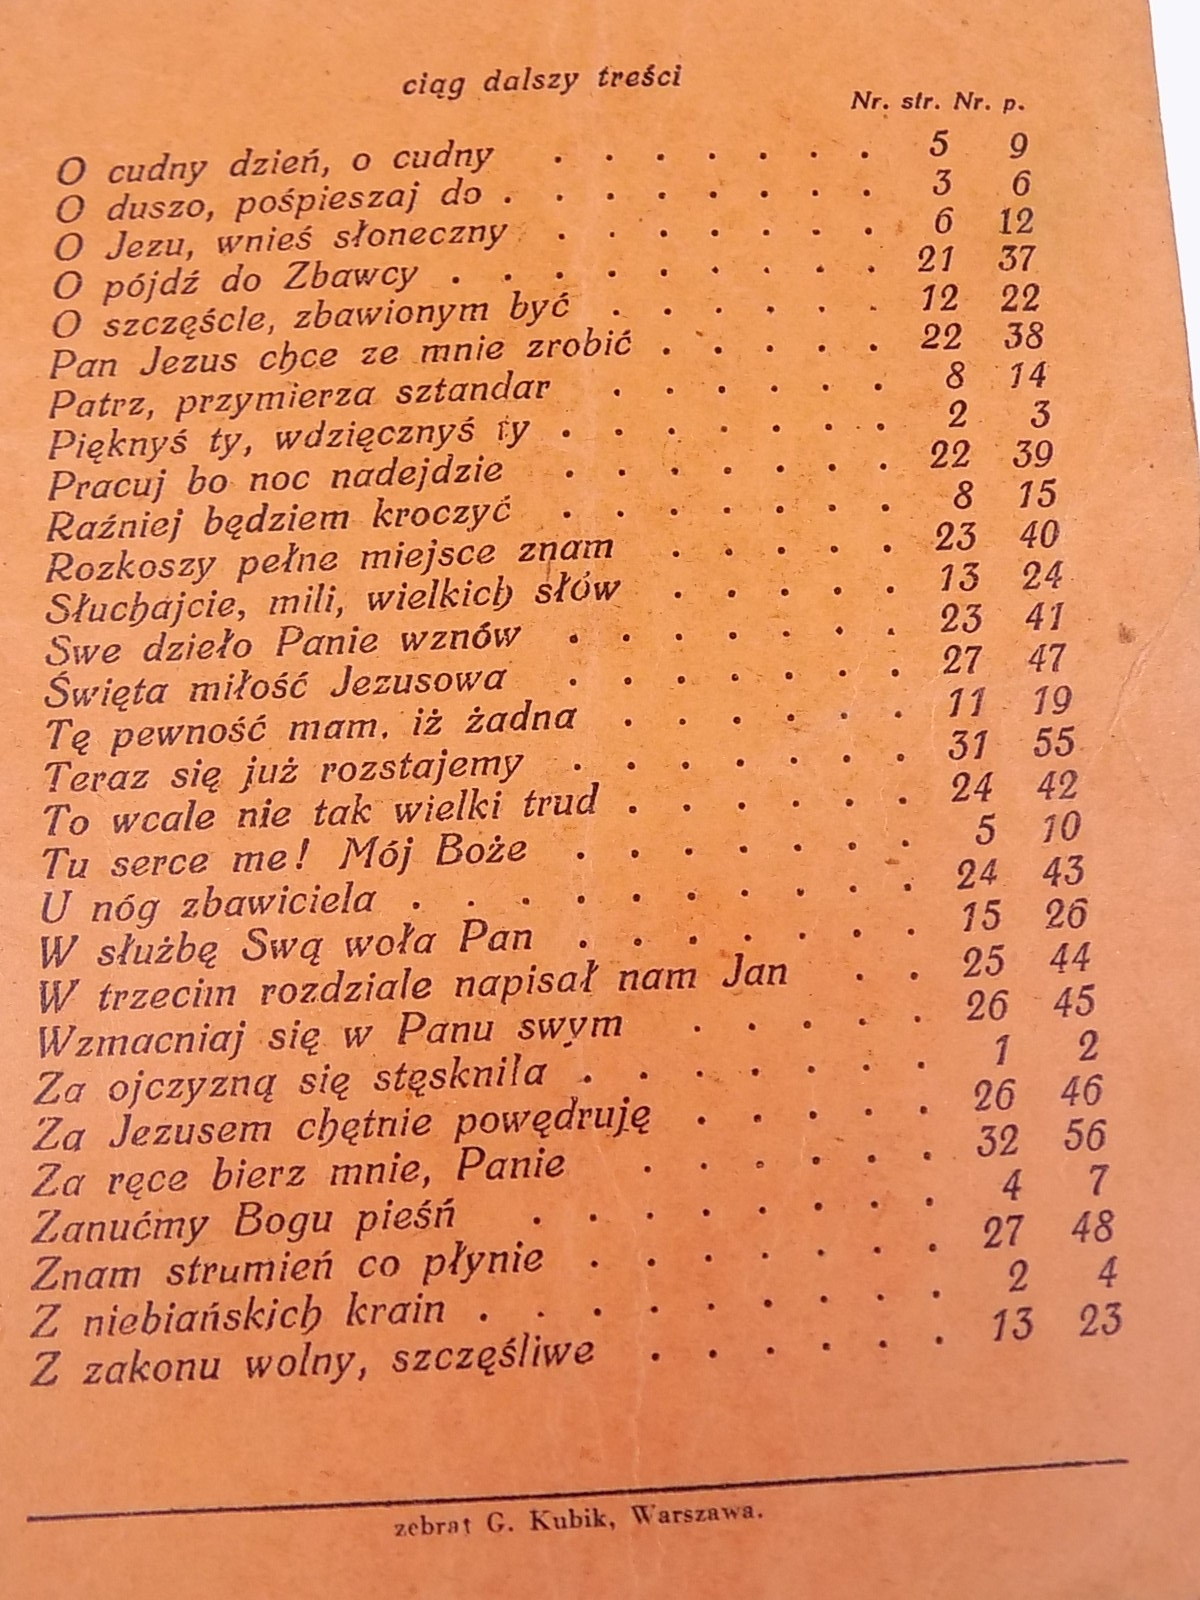 ciąg dalszy treści
Nr. str. Nr. p.
O cudny dzień, o cudny . . . . . . . 5 9
O duszo, pośpieszaj do . . . . . . . . 3 6
O Jezu, wnieś słoneczny . . . . . . . 6 12
O pójdź do Zbawcy . . . . . . . . . 21 37
O szczęście, zbawionym być . . . . . . 12 22
Pan Jezus chce ze mnie zrobić . . . . . 22 38
Patrz, przymierza sztandar . . . . . . 8 14
Pięknyś ty, wdzięcznyś ty . . . . . . . 2 3
Pracuj bo noc nadejdzie . . . . . . . 22 39
Raźniej będziem kroczyć . . . . . . . 8 15
Rozkoszy pełne miejsce znam . . . . . 23 40
Słuchajcie, mili, wielkich słów . . . . . 13 24
Swe dzieło Panie wznów . . . . . . . 23 41
Święta miłość Jezusowa . . . . . . . 27 47
Tę pewność mam. iż żadna . . . . . . 11 19
Teraz się już rozstajemy . . . . . . . 31 55
To wcale nie tak wielki trud . . . . . . 24 42
Tu serce me! Mój Boże . . . . . . . 5 10
U nóg zbawiciela . . . . . . . . . . 24 43
W służbę Swą woła Pan . . . . . . . 15 26
W trzecim rozdziale napisał nam Jan . . 25 44
Wzmacniaj się w Panu swym . . . . . 26 45
Za ojczyzną się stęskniła . . . . . . . 1 2
Za Jezusem chętnie powędruję . . . . . 26 46
Za ręce bierz mnie, Panie . . . . . . 32 56
Zanućmy Bogu pieśń . . . . . . . . 4 7
Znam strumień co płynie . . . . . . . 27 48
Z niebiańskich krain . . . . . . . . . 2 4
Z zakonu wolny, szczęśliwe . . . . . . 13 23
zebrał G. Kubik, Warszawa.